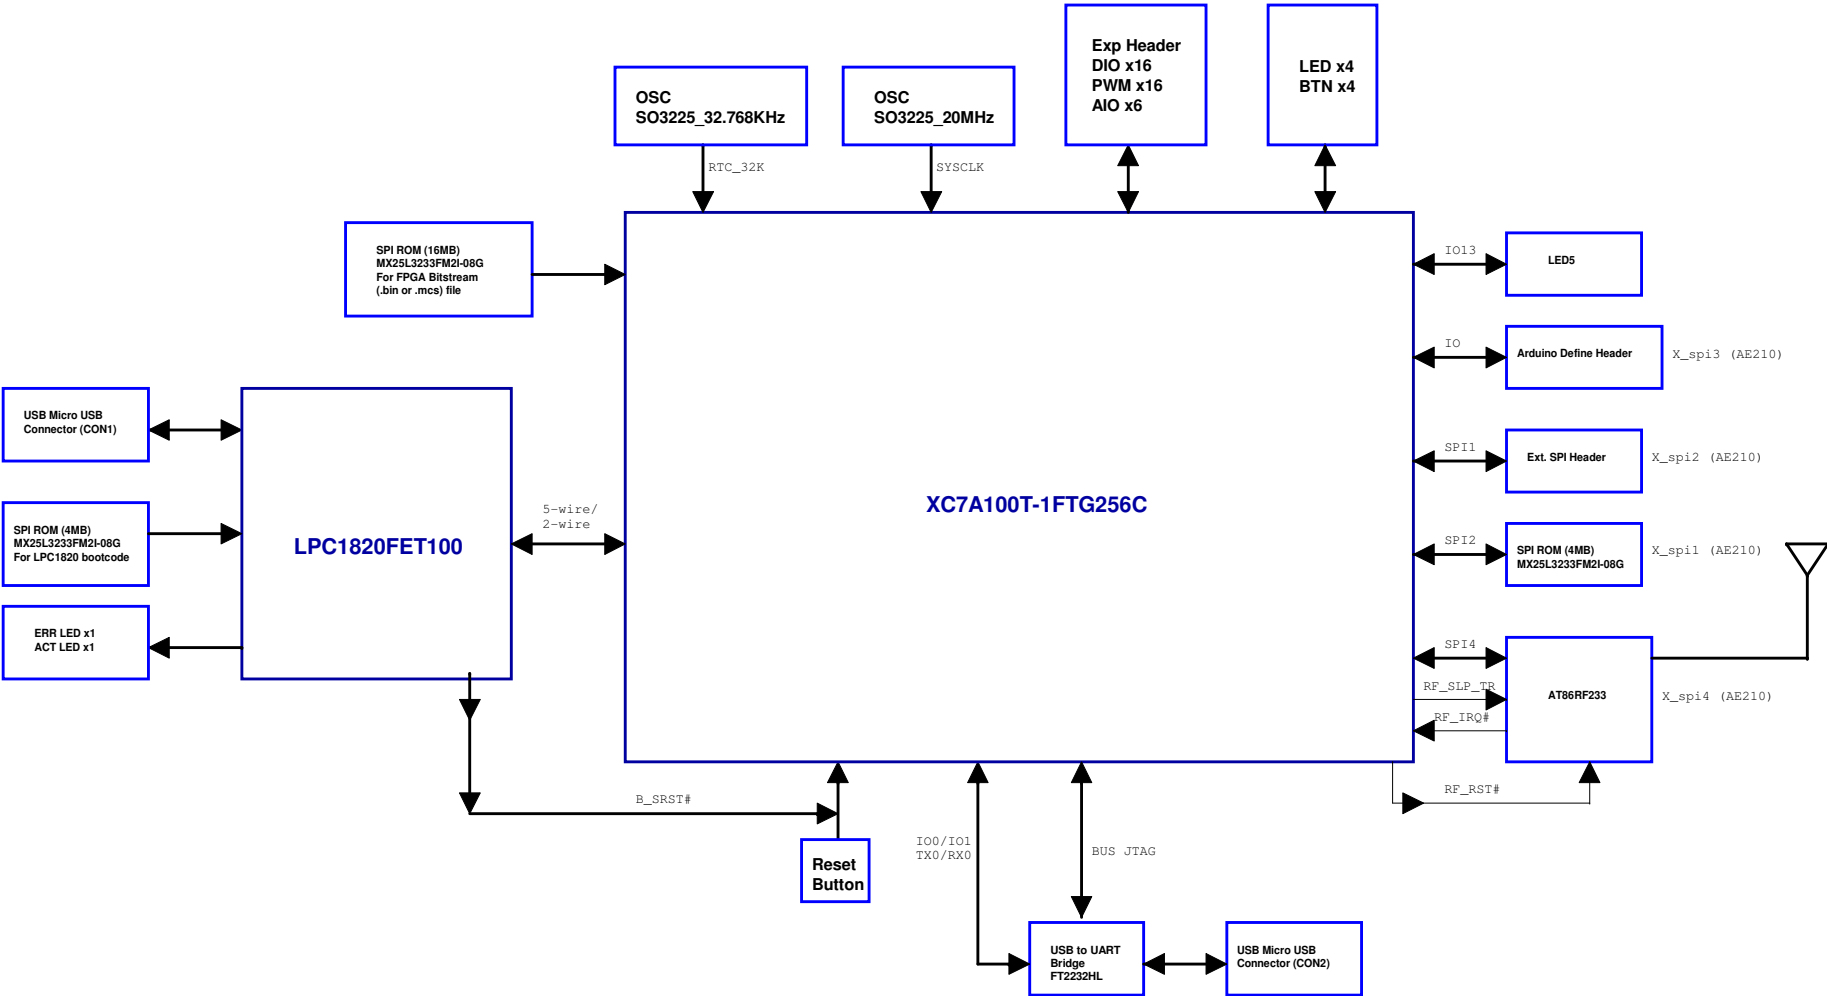 Exp Header
DIO x16
PWM x16
AIO x6
LED x4
BTN x4
OSC
SO3225_32.768KHz
OSC
SO3225_20MHz
RTC_32K
SYSCLK
SPI ROM (16MB)
MX25L3233FM2I-08G
For FPGA Bitstream
(.bin or .mcs) file
IO13
LED5
IO
Arduino Define Header
X_spi3 (AE210)
USB Micro USB
Connector (CON1)
SPI1
Ext. SPI Header
X_spi2 (AE210)
XC7A100T-1FTG256C
5-wire/
2-wire
LPC1820FET100
SPI ROM (4MB)
MX25L3233FM2I-08G
For LPC1820 bootcode
SPI2
SPI ROM (4MB)
MX25L3233FM2I-08G
X_spi1 (AE210)
ERR LED x1
ACT LED x1
SPI4
RF_SLP_TR
RF_IRQ#
AT86RF233
X_spi4 (AE210)
RF_RST#
B_SRST#
Reset
Button
IO0/IO1
TX0/RX0
BUS JTAG
USB to UART
Bridge
FT2232HL
USB Micro USB
Connector (CON2)